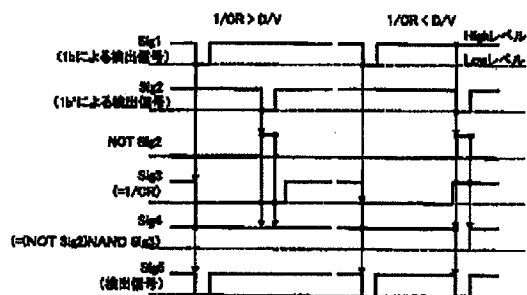 1/CR > D/V 1/CR < D/V
Sig1 Highレベル
(1bによる検出信号) Lowレベル
Sig2
(1b'による検出信号)
NOT Sig2
Sig3
(=1/CR)
Sig4
(=(NOT Sig2)NAND Sig3)
Sig5
(検出信号)